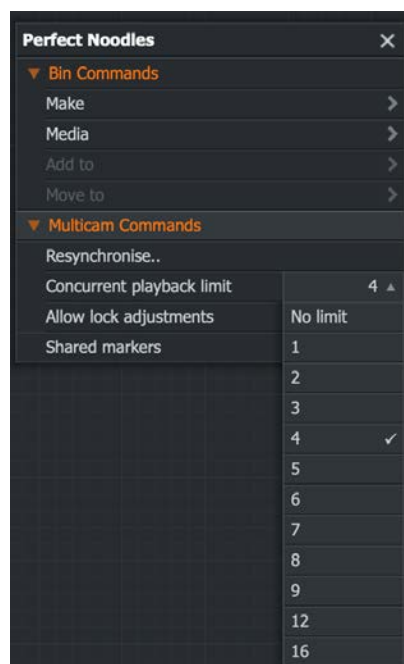 Perfect Noodles
Bin Commands
Make
Media
Add to
Move to
Multicam Commands
Resynchronise..
Concurrent playback limit 4
Allow lock adjustments No limit
Shared markers 1
2
3
4
5
6
7
8
9
12
16